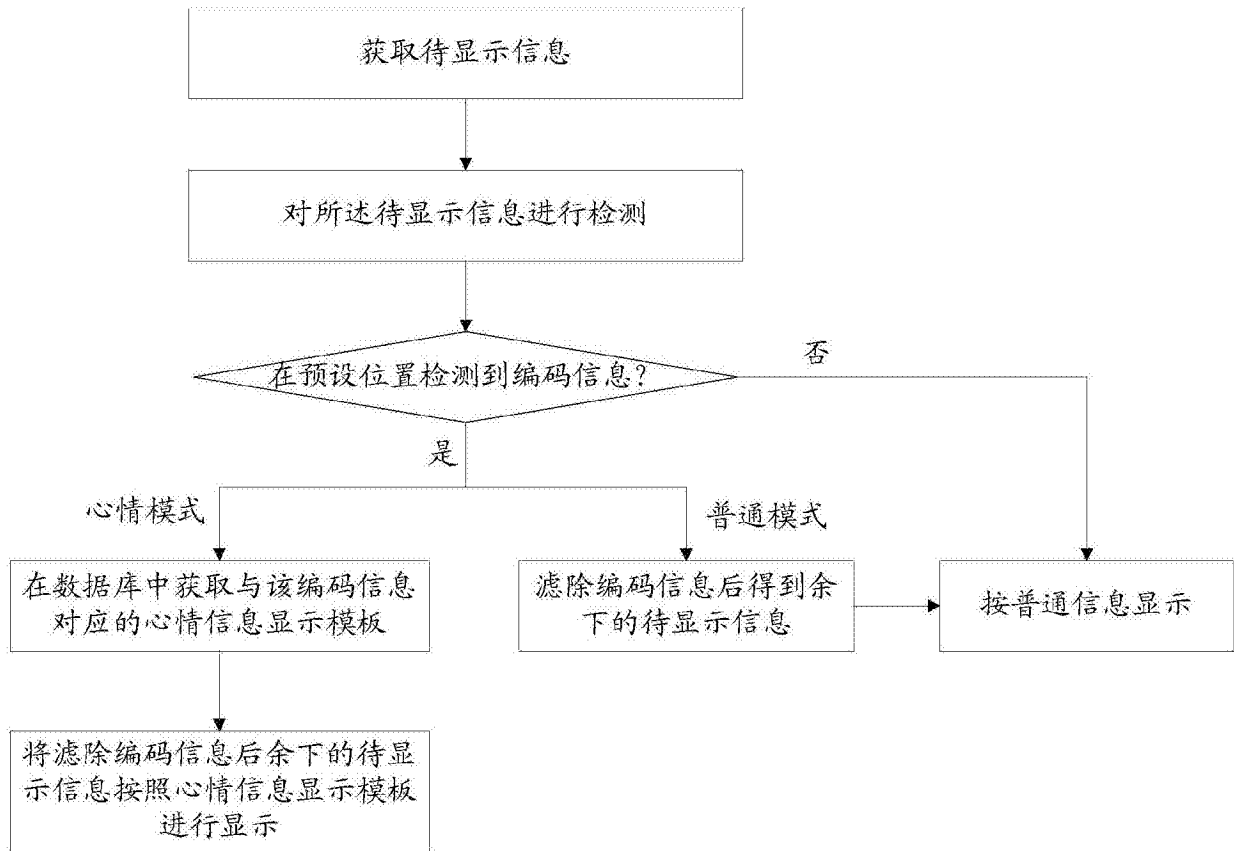 获取待显示信息
对所述待显示信息进行检测
在预设位置检测到编码信息?
否
是
心情模式
普通模式
在数据库中获取与该编码信息
对应的心情信息显示模板
滤除编码信息后得到余
下的待显示信息
按普通信息显示
将滤除编码信息后余下的待显
示信息按照心情信息显示模板
进行显示